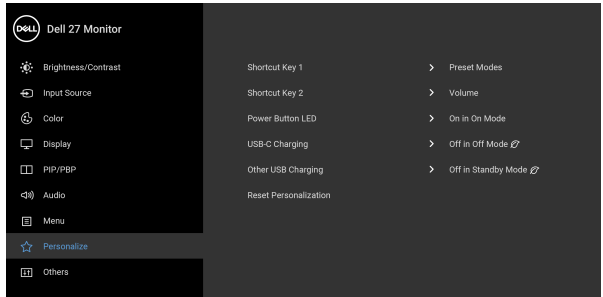 DELL Dell 27 Monitor
Brightness/Contrast
Input Source
Color
Display
PIP/PBP
Audio
Menu
Personalize
Others
Shortcut Key 1 Preset Modes
Shortcut Key 2 Volume
Power Button LED On in On Mode
USB-C Charging Off in Off Mode
Other USB Charging Off in Standby Mode
Reset Personalization